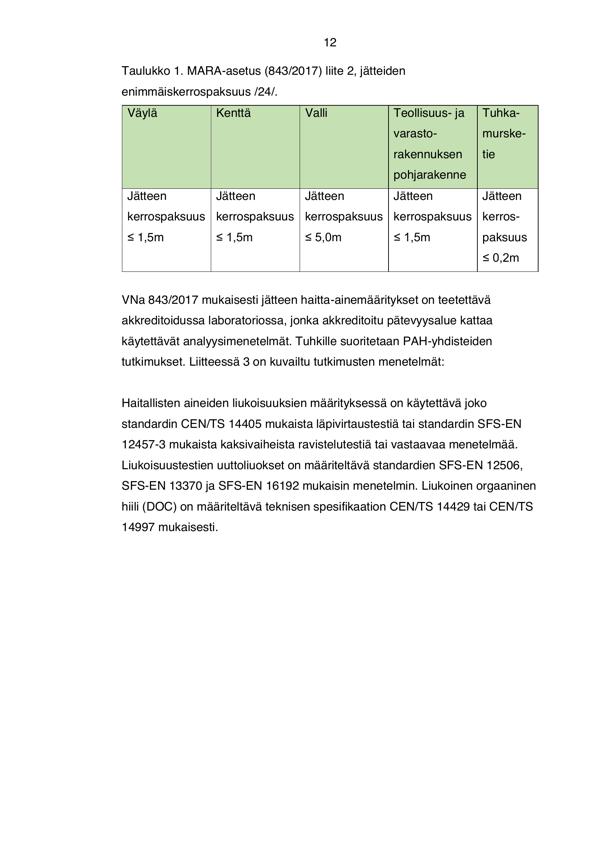 12
Taulukko 1. MARA-asetus (843/2017) liite 2, jätteiden
enimmäiskerrospaksuus /24/.
Väylä
Kenttä
Valli
Teollisuus- ja
varasto-
rakennuksen
pohjarakenne
Tuhka-
murske-
tie
Jätteen
kerrospaksuus
≤ 1,5m
Jätteen
kerrospaksuus
≤ 1,5m
Jätteen
kerrospaksuus
≤ 5,0m
Jätteen
kerrospaksuus
≤ 1,5m
Jätteen
kerros-
paksuus
≤ 0,2m
VNa 843/2017 mukaisesti jätteen haitta-ainemääritykset on teetettävä
akkreditoidussa laboratoriossa, jonka akkreditoitu pätevyysalue kattaa
käytettävät analyysimenetelmät. Tuhkille suoritetaan PAH-yhdisteiden
tutkimukset. Liitteessä 3 on kuvailtu tutkimusten menetelmät:
Haitallisten aineiden liukoisuuksien määrityksessä on käytettävä joko
standardin CEN/TS 14405 mukaista läpivirtaustestiä tai standardin SFS-EN
12457-3 mukaista kaksivaiheista ravistelutestiä tai vastaavaa menetelmää.
Liukoisuustestien uuttoliuokset on määriteltävä standardien SFS-EN 12506,
SFS-EN 13370 ja SFS-EN 16192 mukaisin menetelmin. Liukoinen orgaaninen
hiili (DOC) on määriteltävä teknisen spesifikaation CEN/TS 14429 tai CEN/TS
14997 mukaisesti.